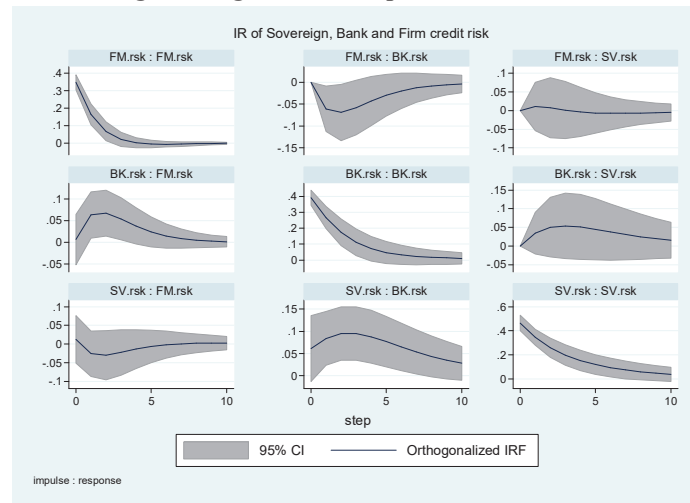 IR of Sovereign, Bank and Firm credit risk
FM.rsk : FM.rsk
FM.rsk : BK.rsk
FM.rsk : SV.rsk
.4
.3
.2
.1
0
0
-.05
-.1
-.15
.1
.05
0
-.05
-.1
BK.rsk : FM.rsk
BK.rsk : BK.rsk
BK.rsk : SV.rsk
.1
.05
0
-.05
.4
.3
.2
.1
0
.15
.1
.05
0
-.05
SV.rsk : FM.rsk
SV.rsk : BK.rsk
SV.rsk : SV.rsk
.1
.05
0
-.05
-.1
.15
.1
.05
0
.6
.4
.2
0
0 5 10
0 5 10
0 5 10
step
95% CI
Orthogonalized IRF
impulse : response